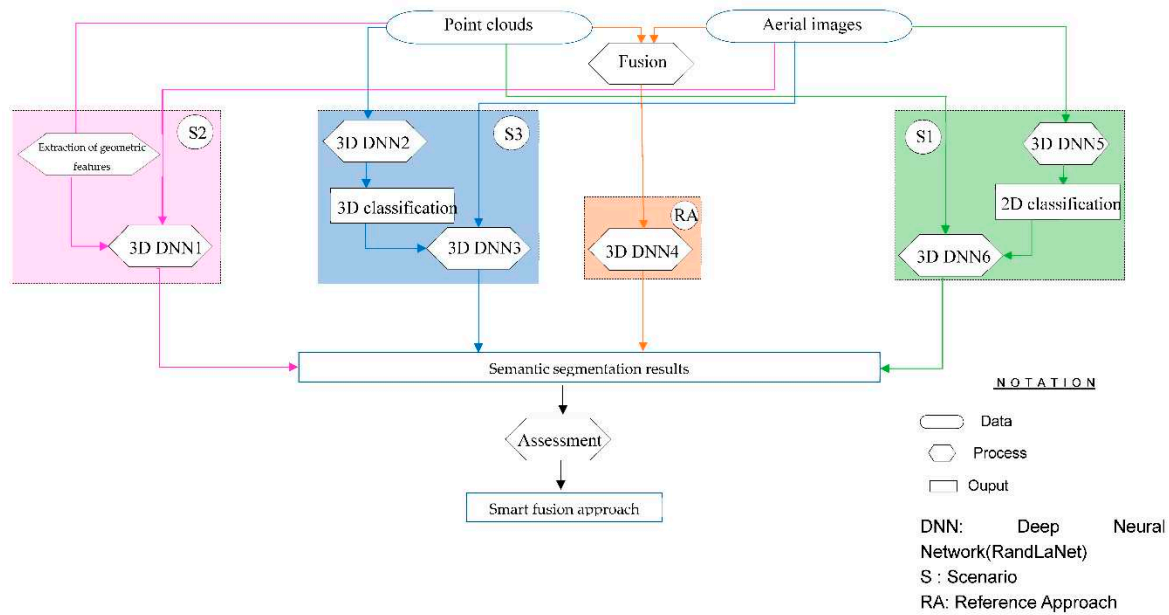 Point clouds
Aerial images
Fusion
S2
S3
S1
Extraction of geometric
features
3D DNN1
3D DNN2
3D classification
3D DNN3
RA
3D DNN4
3D DNN5
2D classification
3D DNN6
Semantic segmentation results
Assessment
Smart fusion approach
NOTATION
Data
Process
Ouput
DNN: Deep Neural
Network(RandLaNet)
S : Scenario
RA: Reference Approach